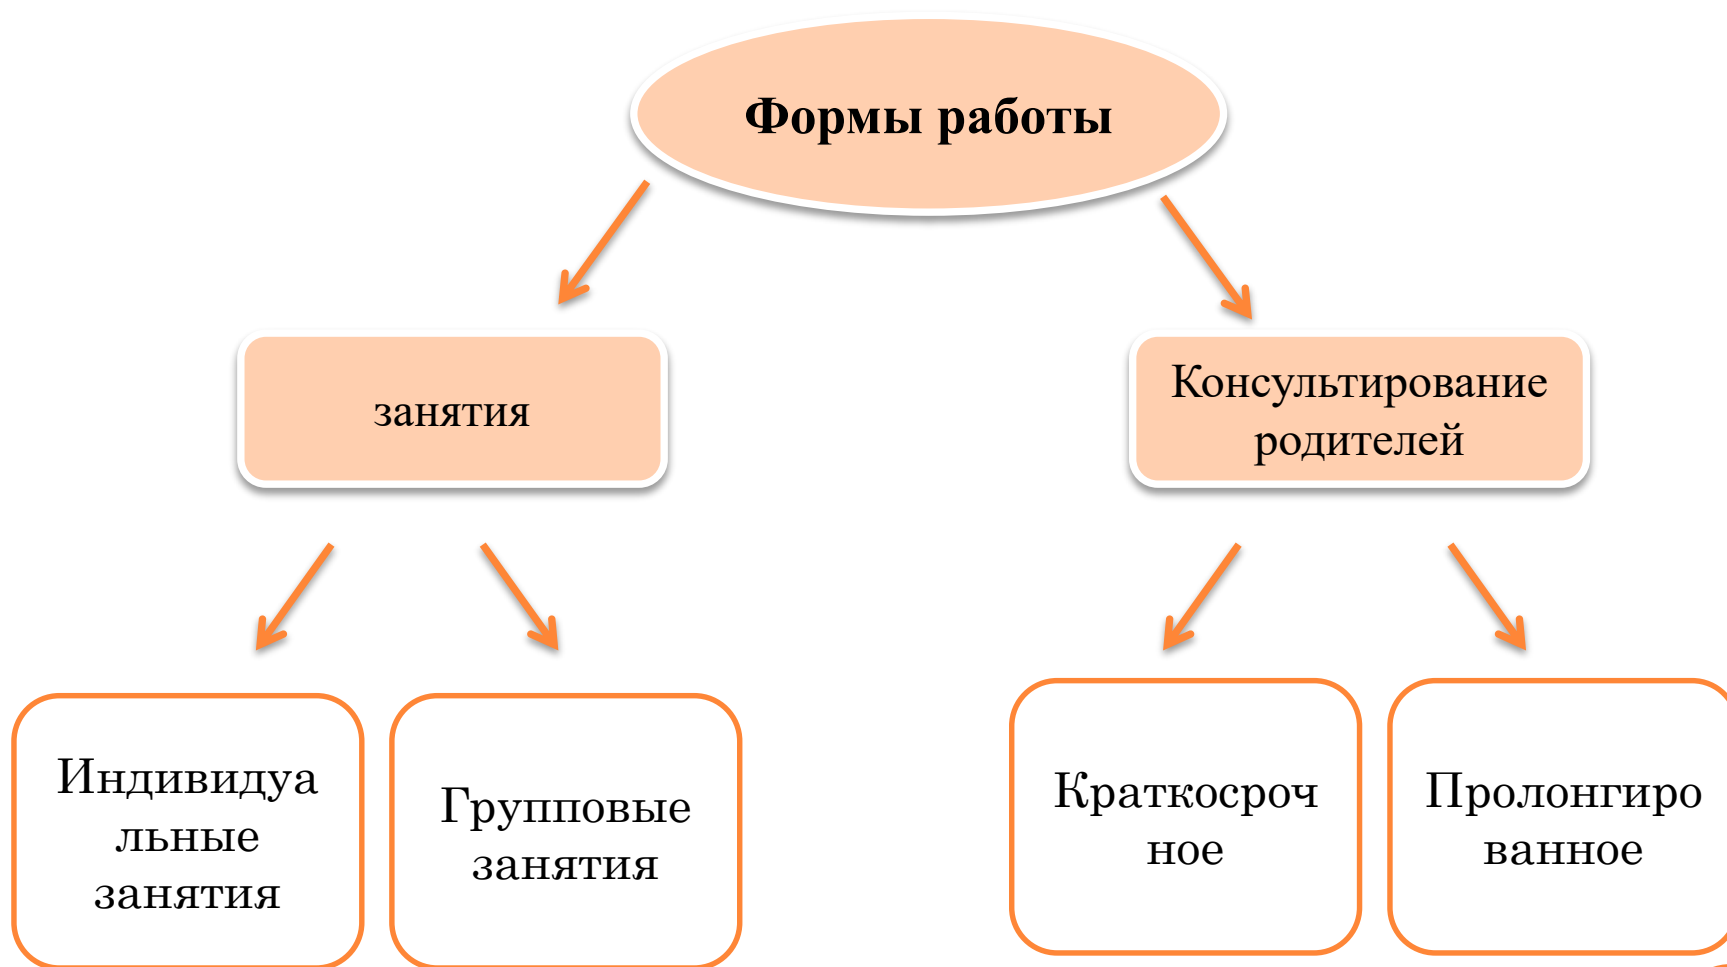 Формы работы
занятия
Консультирование
родителей
Индивидуа
льные
занятия
Групповые
занятия
Краткосроч
ное
Пролонгиро
ванное